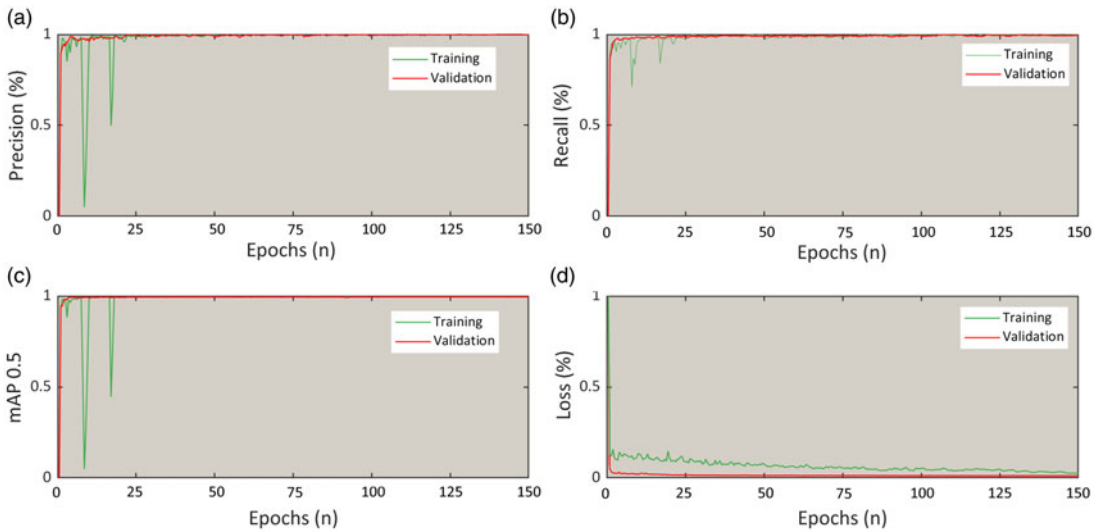 (a)
1
0.5
1
Precision (%)
Training
Validation
0 25 50 75 100 125 150
Epochs (n)
(b)
1
0.5
1
Recall (%)
Training
Validation
0 25 50 75 100 125 150
Epochs (n)
(c)
1
0.5
0
mAP 0.5
Training
Validation
0 25 50 75 100 125 150
Epochs (n)
(d)
1
0.5
0
Loss (%)
Training
Validation
0 25 50 75 100 125 150
Epochs (n)